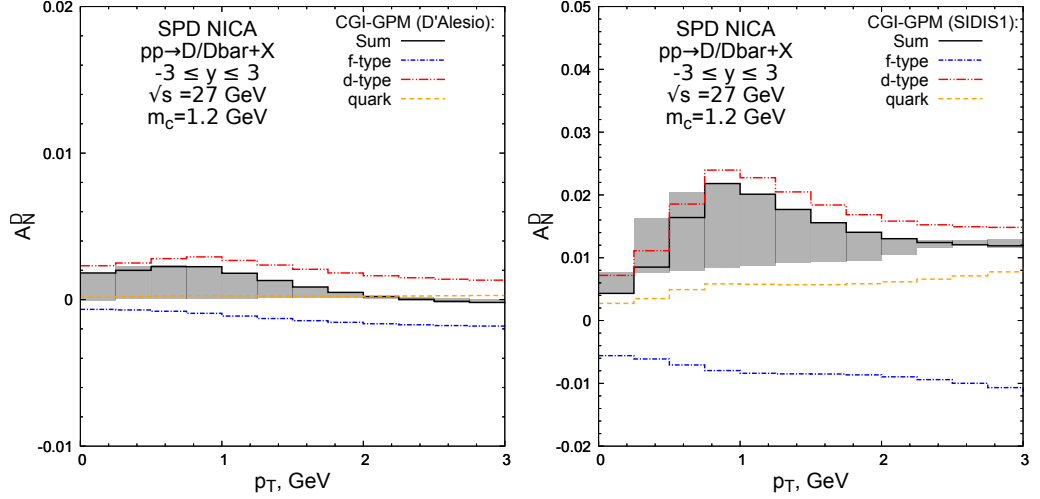 SPD NICA
pp→D/Dbar+X
-3 ≤ y ≤ 3
√s =27 GeV
m_c=1.2 GeV
CGI-GPM (D'Alesio):
Sum
f-type
d-type
quark
0.02
0.01
0
-0.01
A_N^D
0
1
2
3
p_T, GeV
SPD NICA
pp→D/Dbar+X
-3 ≤ y ≤ 3
√s =27 GeV
m_c=1.2 GeV
CGI-GPM (SIDIS1):
Sum
f-type
d-type
quark
0.05
0.04
0.03
0.02
0.01
0
-0.01
-0.02
A_N^D
0
1
2
3
p_T, GeV